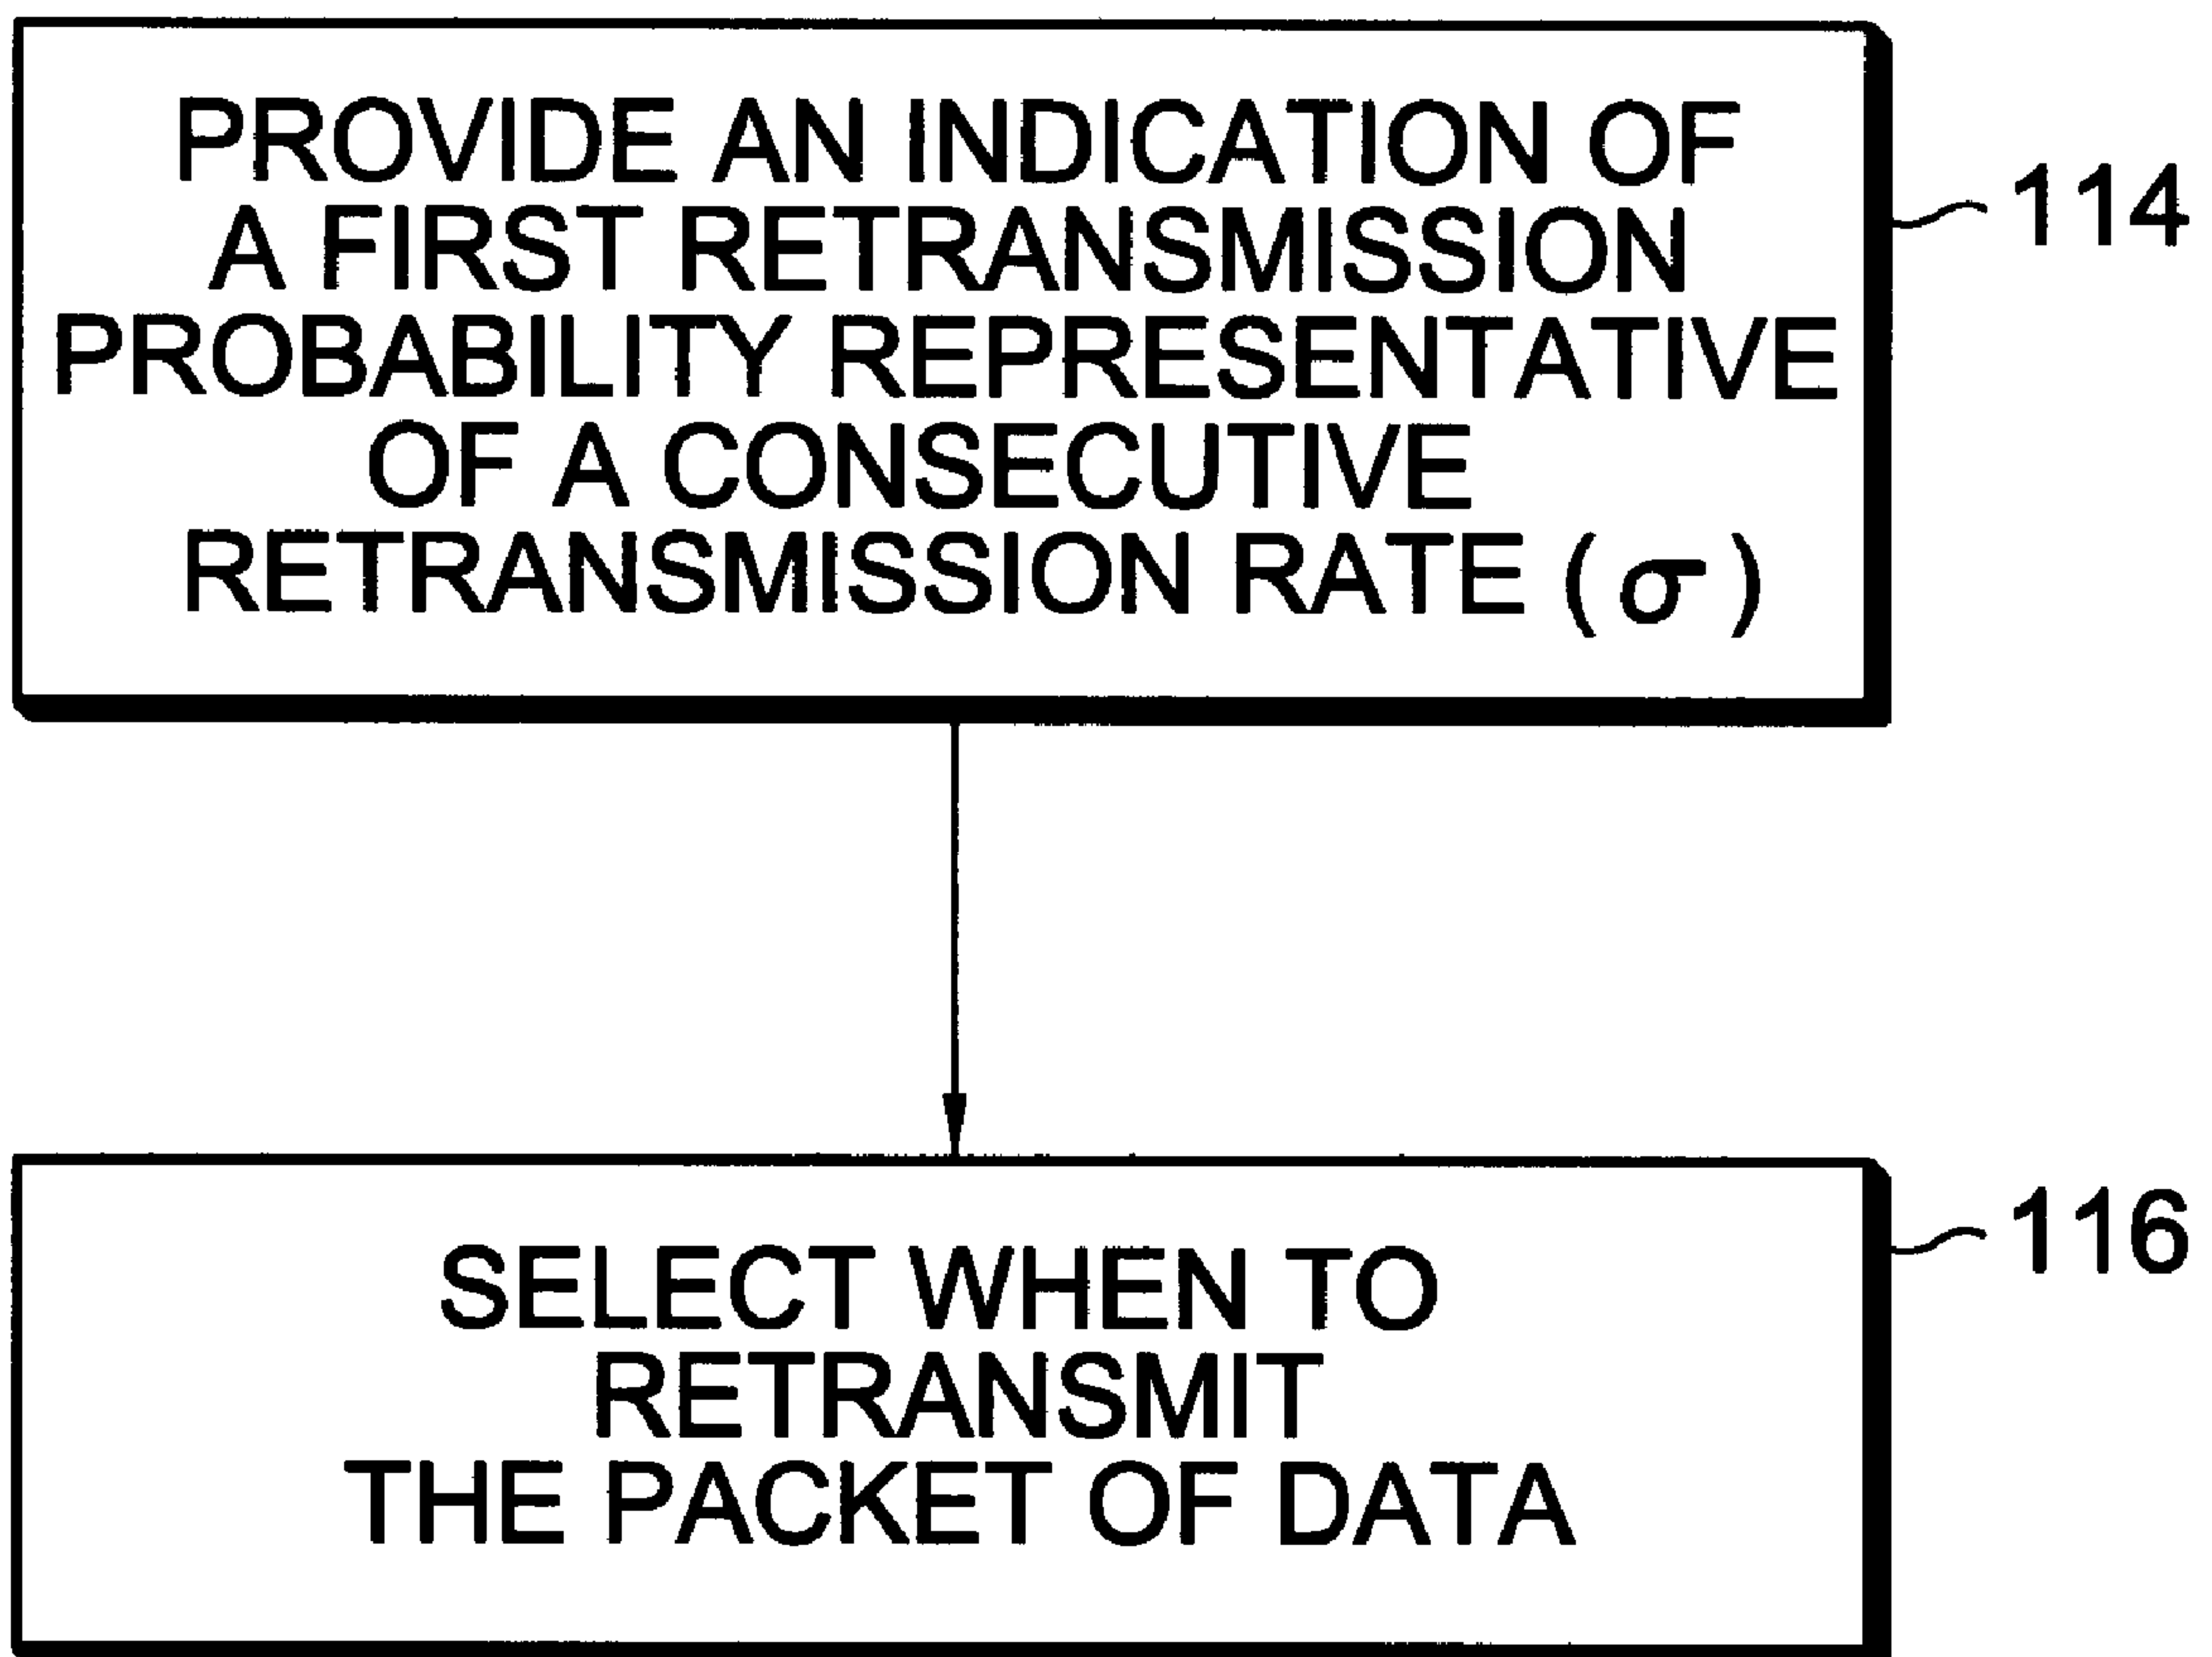 PROVIDE AN INDICATION OF
A FIRST RETRANSMISSION
PROBABILITY REPRESENTATIVE
OF A CONSECUTIVE
RETRANSMISSION RATE (σ)
114
SELECT WHEN TO
RETRANSMIT
THE PACKET OF DATA
116